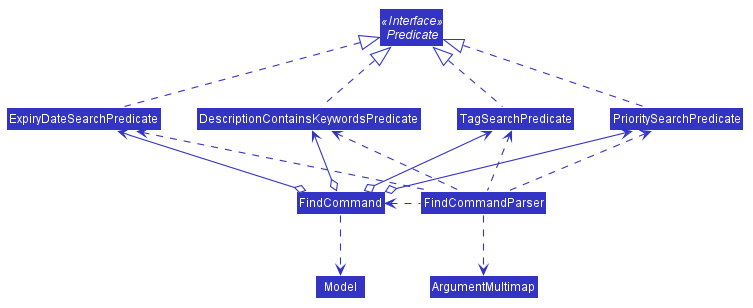 «Interface»
Predicate
ExpiryDateSearchPredicate
DescriptionContainsKeywordsPredicate
TagSearchPredicate
PrioritySearchPredicate
FindCommand
FindCommandParser
Model
ArgumentMultimap